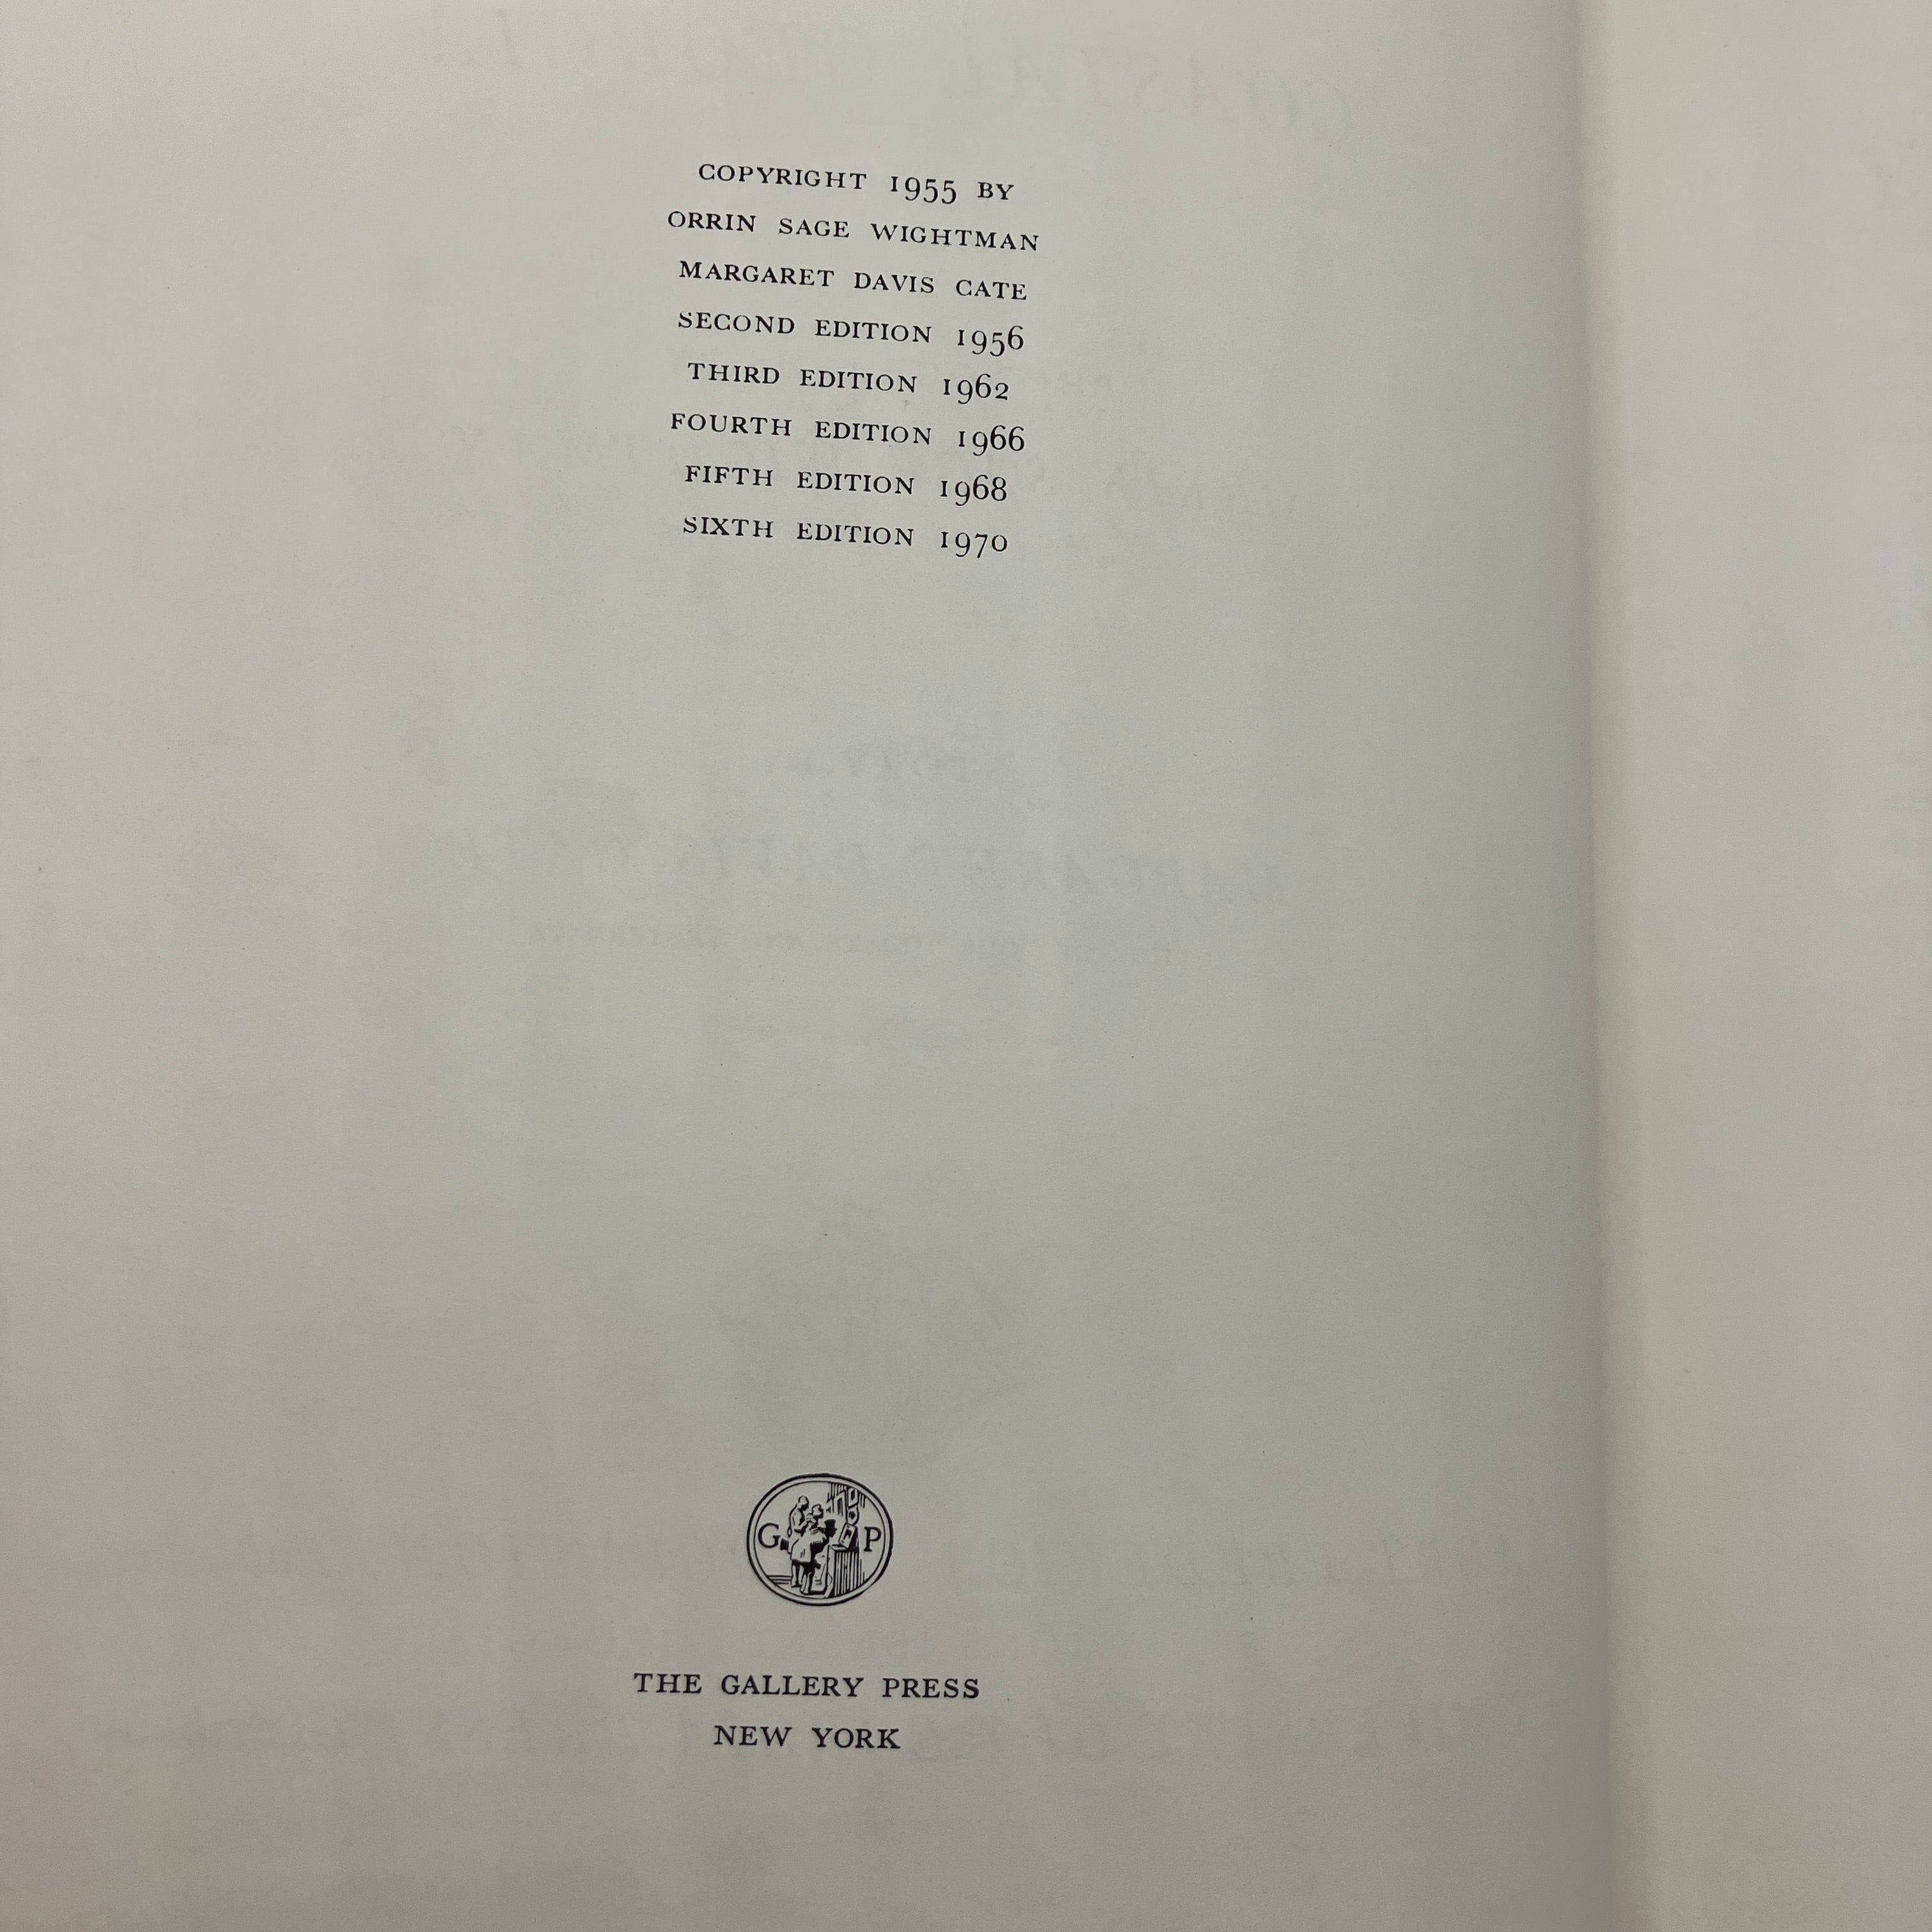 COPYRIGHT 1955 BY
ORRIN SAGE WIGHTMAN
MARGARET DAVIS CATE
SECOND EDITION 1956
THIRD EDITION 1962
FOURTH EDITION 1966
FIFTH EDITION 1968
SIXTH EDITION 1970
G P
THE GALLERY PRESS
NEW YORK